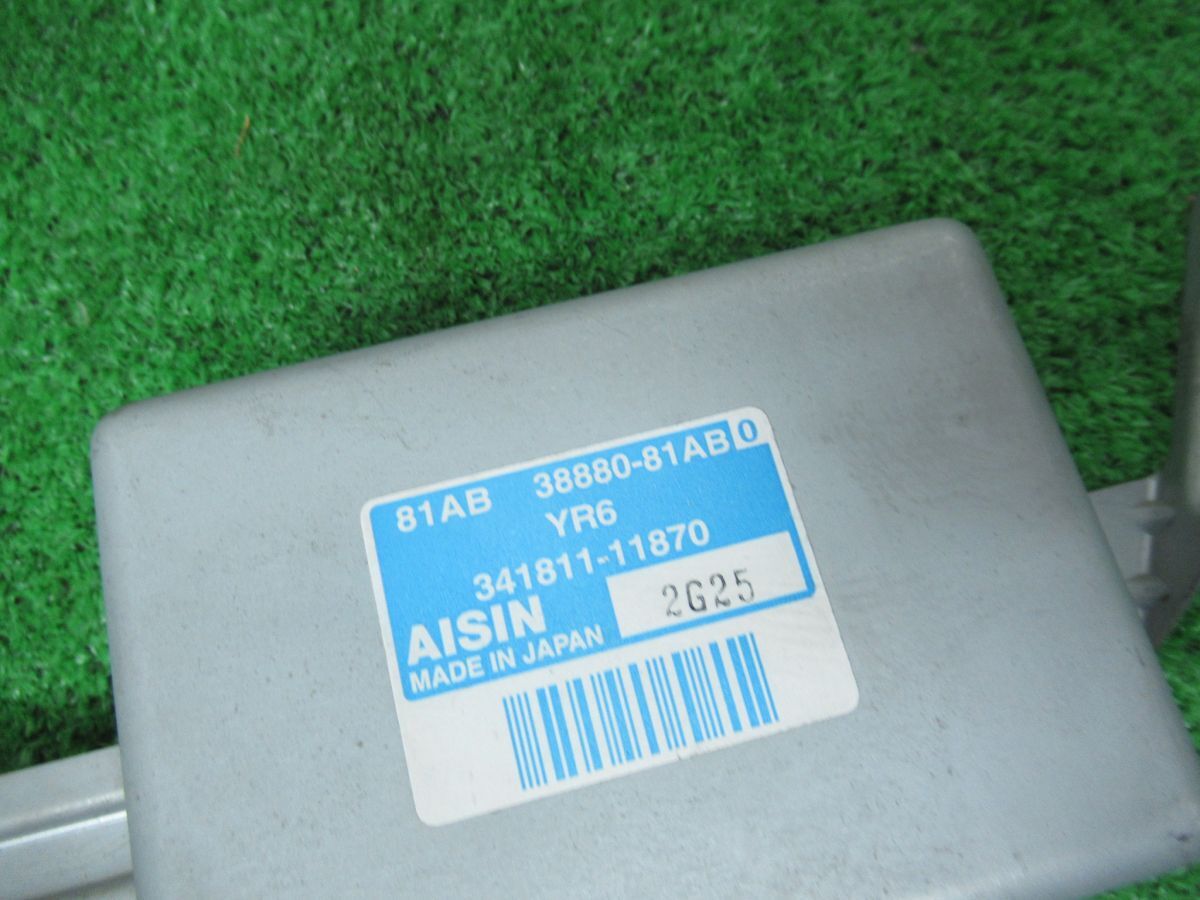 81AB 38880-81AB0
YR6
341811-11870
AISIN 2G25
MADE IN JAPAN